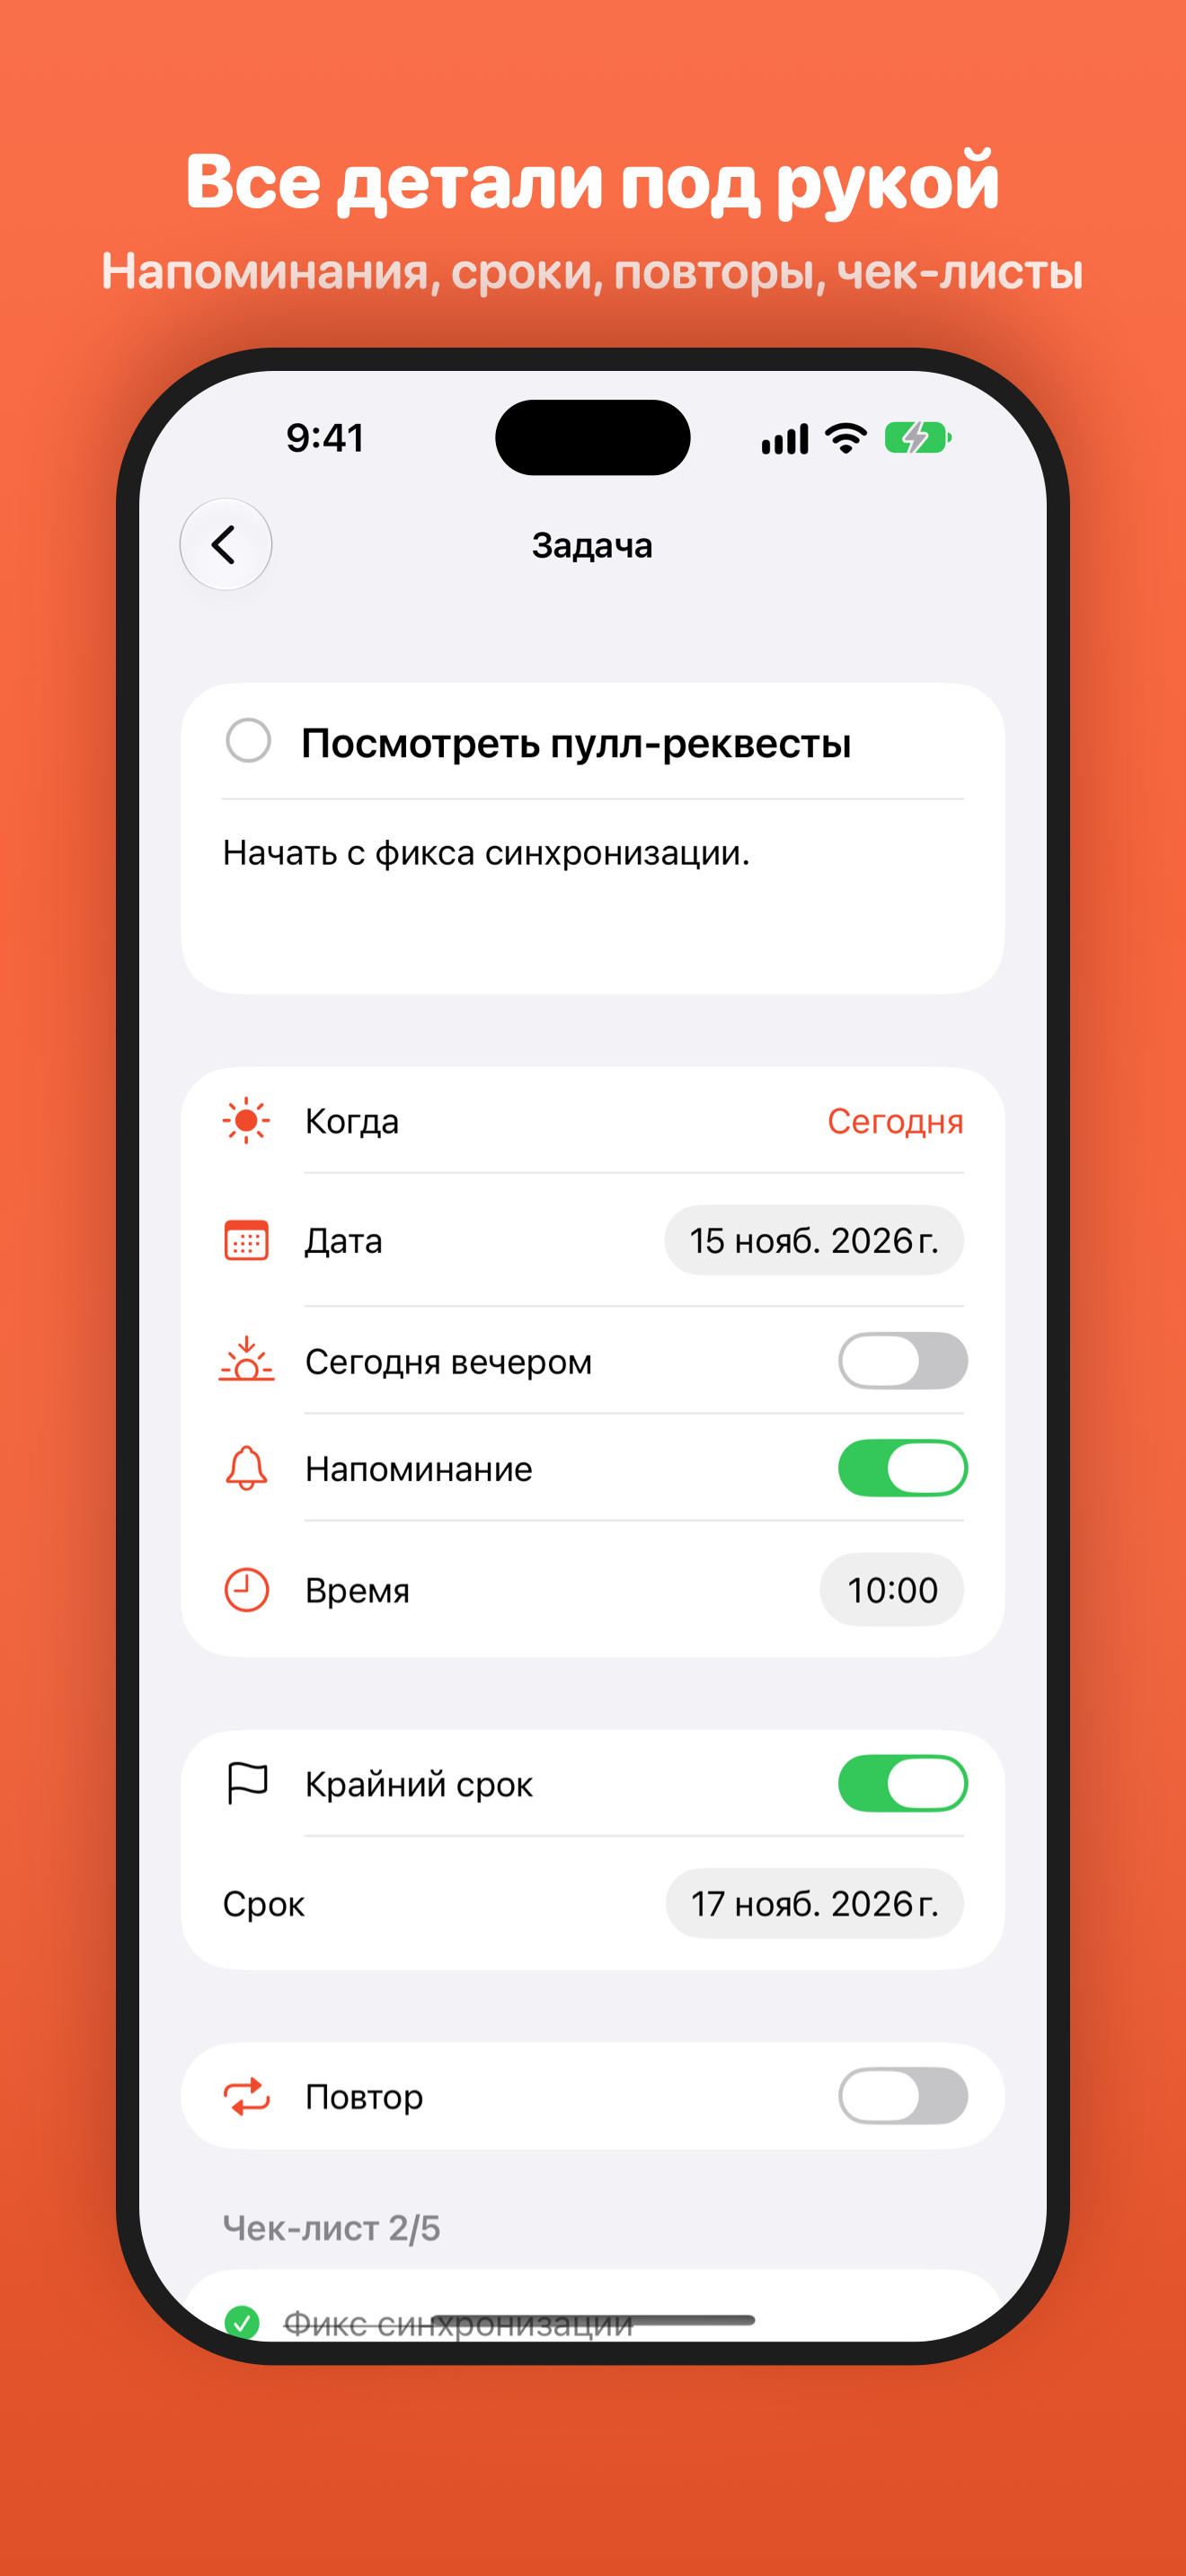 Все детали под рукой
Напоминания, сроки, повторы, чек-листы
9:41
Задача
Посмотреть пулл-реквесты
Начать с фикса синхронизации.
Когда
Сегодня
Дата
15 нояб. 2026 г.
Сегодня вечером
Напоминание
Время
10:00
Крайний срок
Срок
17 нояб. 2026 г.
Повтор
Чек-лист 2/5
Фикс синхронизации